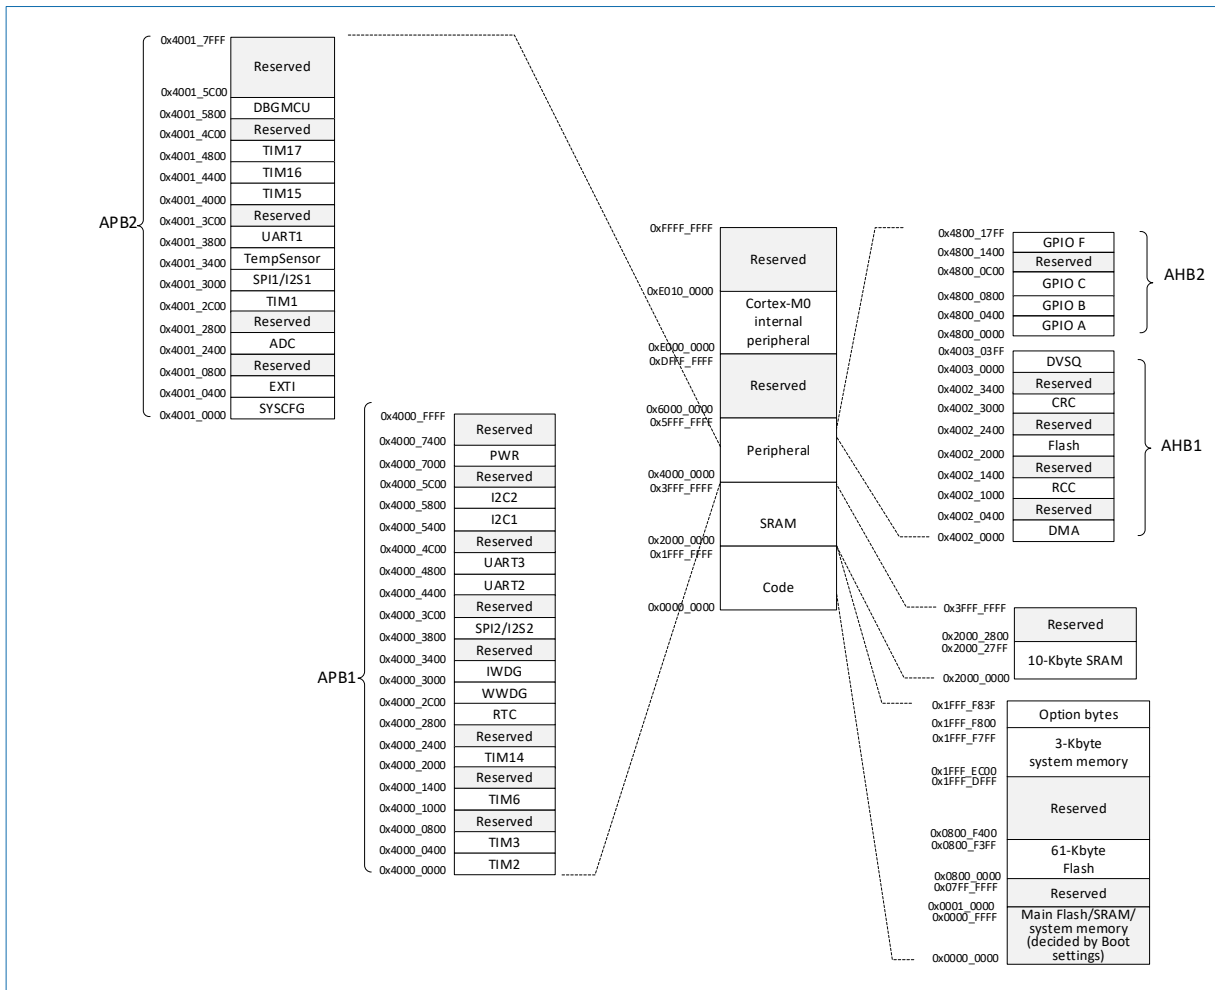 APB2
0x4001_7FFF
Reserved
0x4001_5C00
DBGMCU
0x4001_5800
Reserved
0x4001_4C00
TIM17
0x4001_4800
TIM16
0x4001_4400
TIM15
0x4001_4000
Reserved
0x4001_3C00
UART1
0x4001_3800
TempSensor
0x4001_3400
SPI1/I2S1
0x4001_3000
TIM1
0x4001_2C00
Reserved
0x4001_2800
ADC
0x4001_2400
Reserved
0x4001_0800
EXTI
0x4001_0400
SYSCFG
0x4001_0000
APB1
0x4000_FFFF
Reserved
0x4000_7400
PWR
0x4000_7000
Reserved
0x4000_5C00
I2C2
0x4000_5800
I2C1
0x4000_5400
Reserved
0x4000_4C00
UART3
0x4000_4800
UART2
0x4000_4400
Reserved
0x4000_3C00
SPI2/I2S2
0x4000_3800
Reserved
0x4000_3400
IWDG
0x4000_3000
WWDG
0x4000_2C00
RTC
0x4000_2800
Reserved
0x4000_2400
TIM14
0x4000_2000
Reserved
0x4000_1400
TIM6
0x4000_1000
Reserved
0x4000_0800
TIM3
0x4000_0400
TIM2
0x4000_0000
0xFFFF_FFFF
Reserved
0xE010_0000
Cortex-M0
internal
peripheral
0xE000_0000
0xDFFF_FFFF
Reserved
0x6000_0000
0x5FFF_FFFF
Peripheral
0x4000_0000
0x3FFF_FFFF
SRAM
0x2000_0000
0x1FFF_FFFF
Code
0x0000_0000
AHB2
0x4800_17FF
GPIO F
0x4800_1400
Reserved
0x4800_0C00
GPIO C
0x4800_0800
GPIO B
0x4800_0400
GPIO A
0x4800_0000
AHB1
0x4003_03FF
DVSQ
0x4003_0000
Reserved
0x4002_3400
CRC
0x4002_3000
Reserved
0x4002_2400
Flash
0x4002_2000
Reserved
0x4002_1400
RCC
0x4002_1000
Reserved
0x4002_0400
DMA
0x4002_0000
0x3FFF_FFFF
Reserved
0x2000_2800
0x2000_27FF
10-Kbyte SRAM
0x2000_0000
0x1FFF_F83F
Option bytes
0x1FFF_F800
0x1FFF_F7FF
3-Kbyte
system memory
0x1FFF_EC00
0x1FFF_DFFF
Reserved
0x0800_F400
0x0800_F3FF
61-Kbyte
Flash
0x0800_0000
0x07FF_FFFF
Reserved
0x0001_0000
0x0000_FFFF
Main Flash/SRAM/
system memory
(decided by Boot
settings)
0x0000_0000